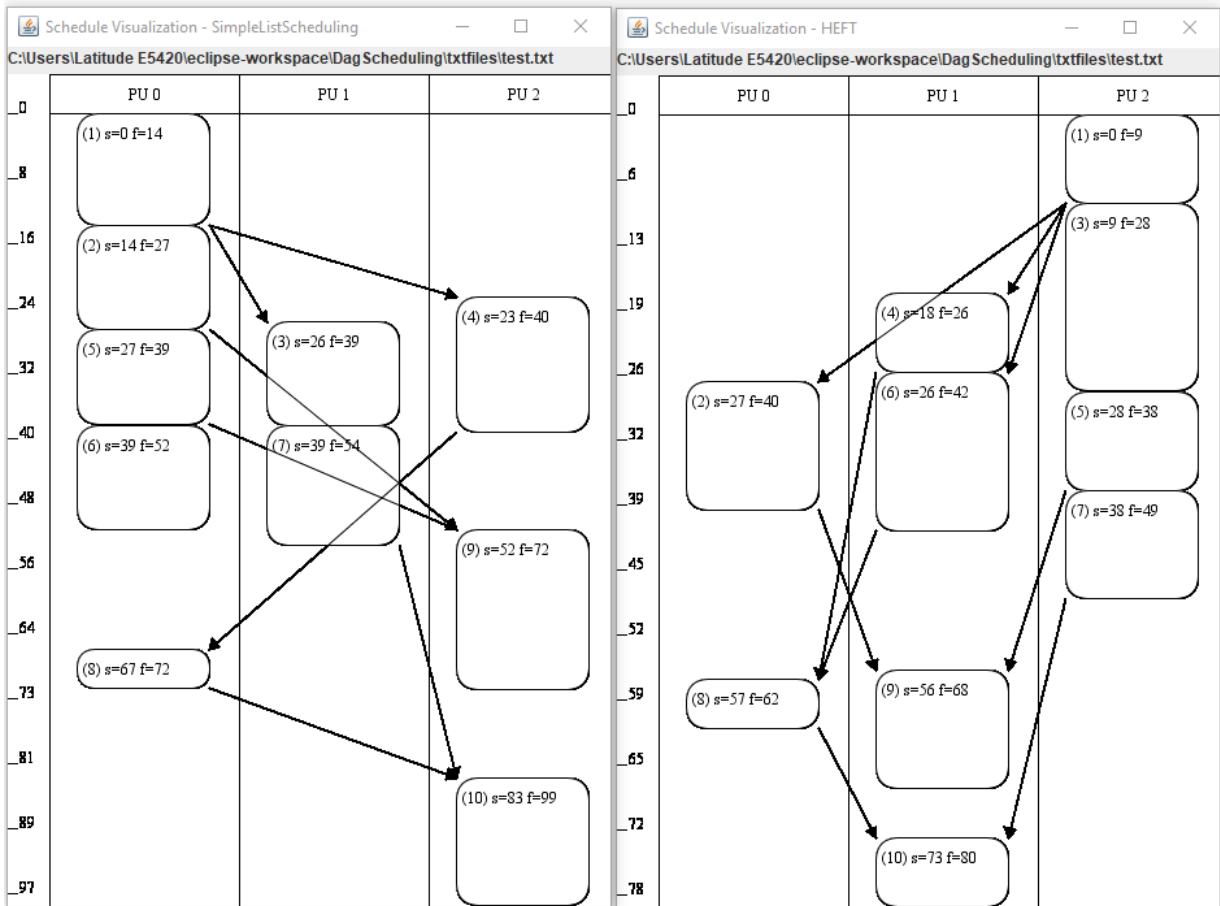 Schedule Visualization - SimpleListScheduling
C:\Users\Latitude E5420\eclipse-workspace\DagScheduling\txtfiles\test.txt
PU 0 PU 1 PU 2
_0
_8
_16
_24
_32
_40
_48
_56
_64
_73
_81
_89
_97
(1) s=0 f=14
(2) s=14 f=27
(4) s=23 f=40
(3) s=26 f=39
(5) s=27 f=39
(6) s=39 f=52
(7) s=39 f=54
(9) s=52 f=72
(8) s=67 f=72
(10) s=83 f=99
Schedule Visualization - HEFT
C:\Users\Latitude E5420\eclipse-workspace\DagScheduling\txtfiles\test.txt
PU 0 PU 1 PU 2
_0
_6
_13
_19
_26
_32
_39
_45
_52
_59
_65
_72
_78
(1) s=0 f=9
(3) s=9 f=28
(4) s=18 f=26
(2) s=27 f=40
(6) s=26 f=42
(5) s=28 f=38
(7) s=38 f=49
(9) s=56 f=68
(8) s=57 f=62
(10) s=73 f=80